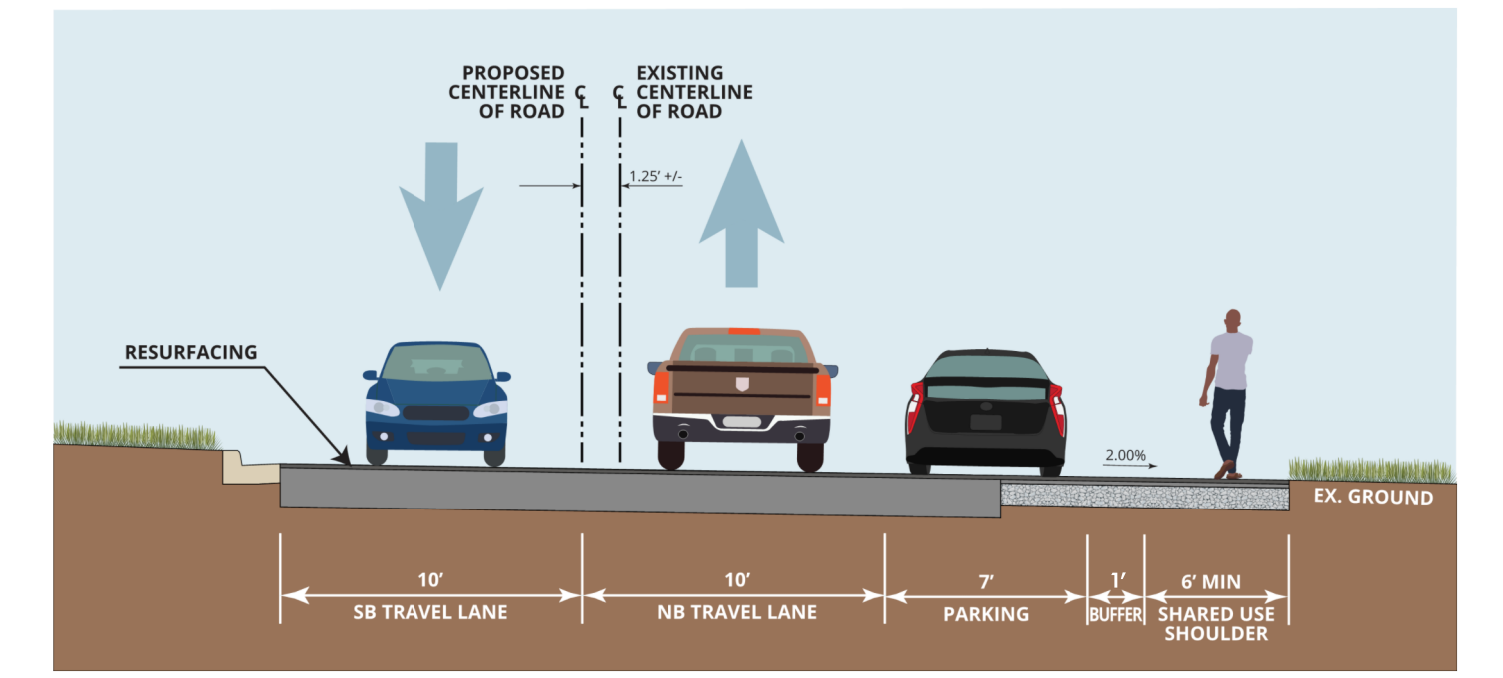 PROPOSED
CENTERLINE
OF ROAD
℄
℄
EXISTING
CENTERLINE
OF ROAD
1.25’ +/-
RESURFACING
2.00%
EX. GROUND
10’
SB TRAVEL LANE
10’
NB TRAVEL LANE
7’
PARKING
1’
BUFFER
6’ MIN
SHARED USE
SHOULDER